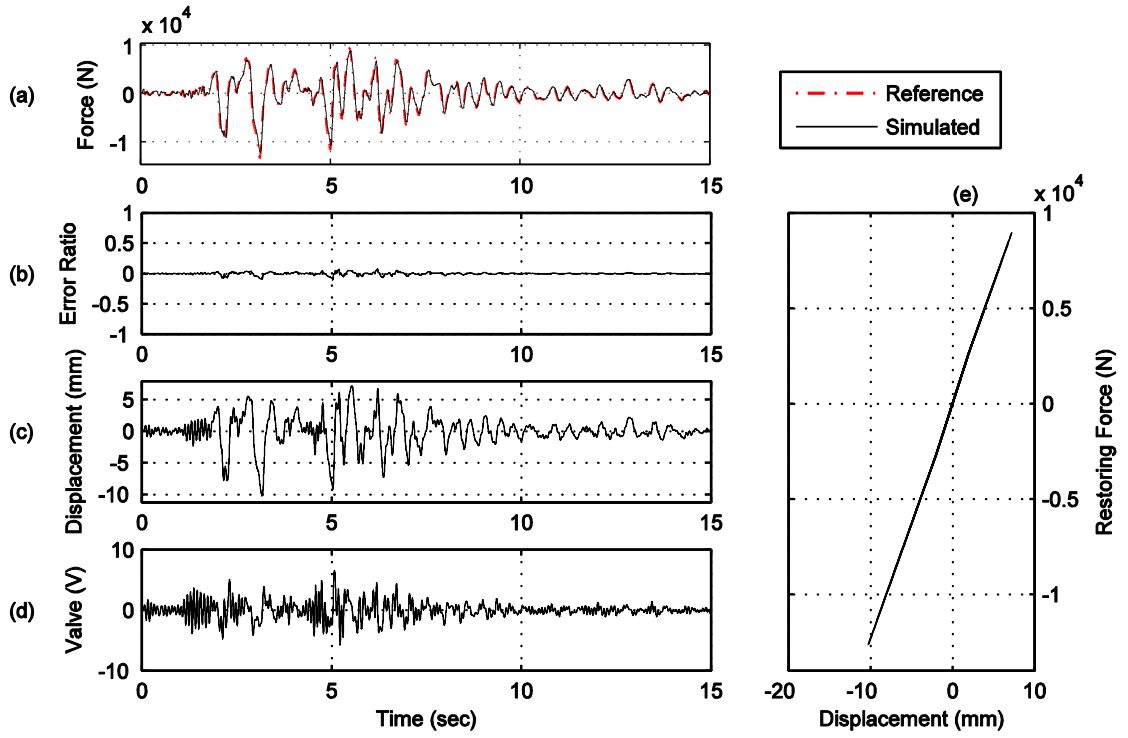 x 10^4
1
0
-1
(a)
Force (N)
0
5
10
15
Reference
Simulated
1
0.5
0
-0.5
-1
(b)
Error Ratio
0
5
10
15
5
0
-5
-10
(c)
Displacement (mm)
0
5
10
15
10
0
-10
(d)
Valve (V)
0
5
10
15
Time (sec)
(e)
x 10^4
1
0.5
0
-0.5
-1
Restoring Force (N)
-20
-10
0
10
Displacement (mm)